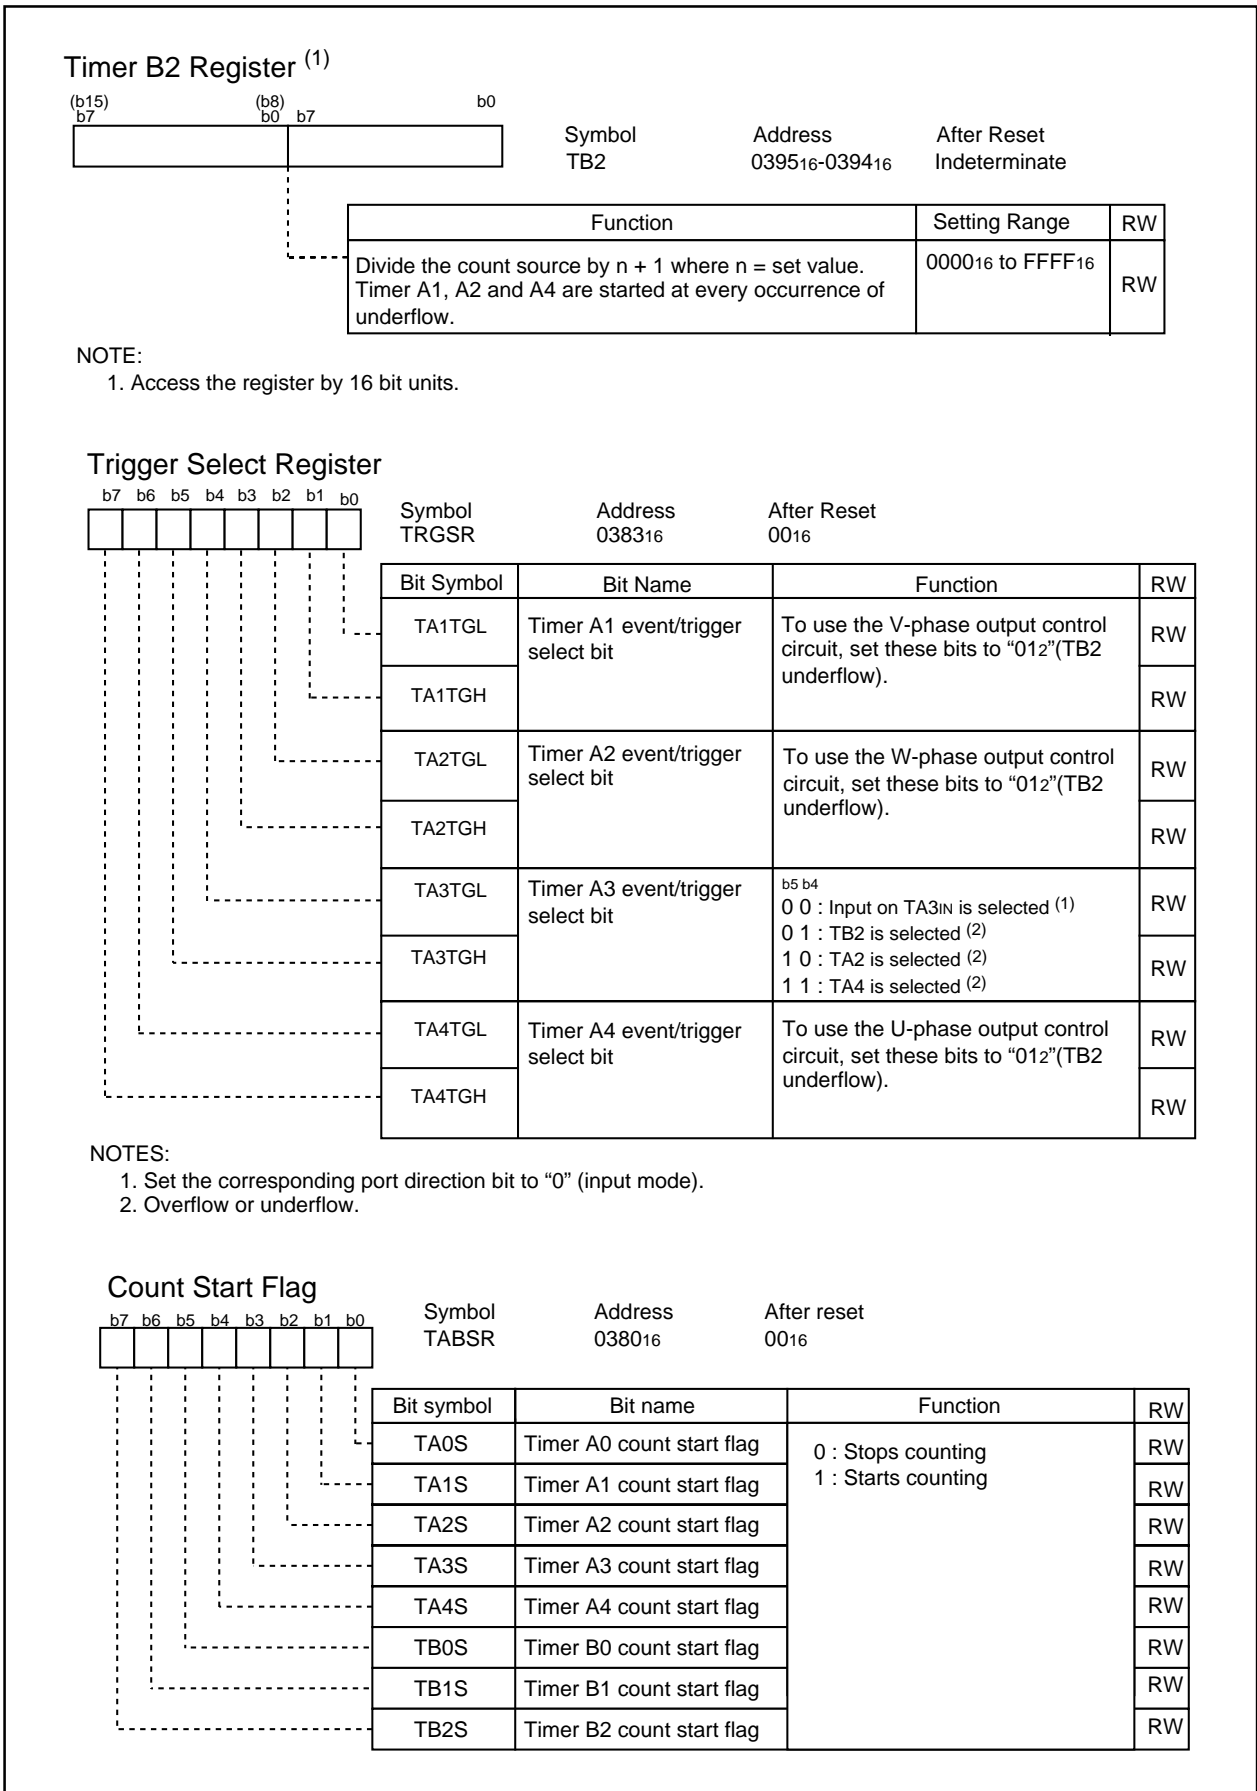 Timer B2 Register (1)
(b15) (b8) b0
b7 b0 b7
Symbol Address After Reset
TB2 039516-039416 Indeterminate
Function Setting Range RW
Divide the count source by n + 1 where n = set value. 000016 to FFFF16 RW
Timer A1, A2 and A4 are started at every occurrence of
underflow.
NOTE:
1. Access the register by 16 bit units.
Trigger Select Register
b7 b6 b5 b4 b3 b2 b1 b0
Symbol Address After Reset
TRGSR 038316 0016
Bit Symbol Bit Name Function RW
TA1TGL Timer A1 event/trigger To use the V-phase output control RW
select bit circuit, set these bits to “012”(TB2
underflow).
TA1TGH RW
TA2TGL Timer A2 event/trigger To use the W-phase output control RW
select bit circuit, set these bits to “012”(TB2
underflow).
TA2TGH RW
TA3TGL Timer A3 event/trigger b5 b4 RW
select bit 0 0 : Input on TA3IN is selected (1)
0 1 : TB2 is selected (2)
TA3TGH 1 0 : TA2 is selected (2) RW
1 1 : TA4 is selected (2)
TA4TGL Timer A4 event/trigger To use the U-phase output control RW
select bit circuit, set these bits to “012”(TB2
underflow).
TA4TGH RW
NOTES:
1. Set the corresponding port direction bit to “0” (input mode).
2. Overflow or underflow.
Count Start Flag
b7 b6 b5 b4 b3 b2 b1 b0
Symbol Address After reset
TABSR 038016 0016
Bit symbol Bit name Function RW
TA0S Timer A0 count start flag 0 : Stops counting RW
TA1S Timer A1 count start flag 1 : Starts counting RW
TA2S Timer A2 count start flag RW
TA3S Timer A3 count start flag RW
TA4S Timer A4 count start flag RW
TB0S Timer B0 count start flag RW
TB1S Timer B1 count start flag RW
TB2S Timer B2 count start flag RW